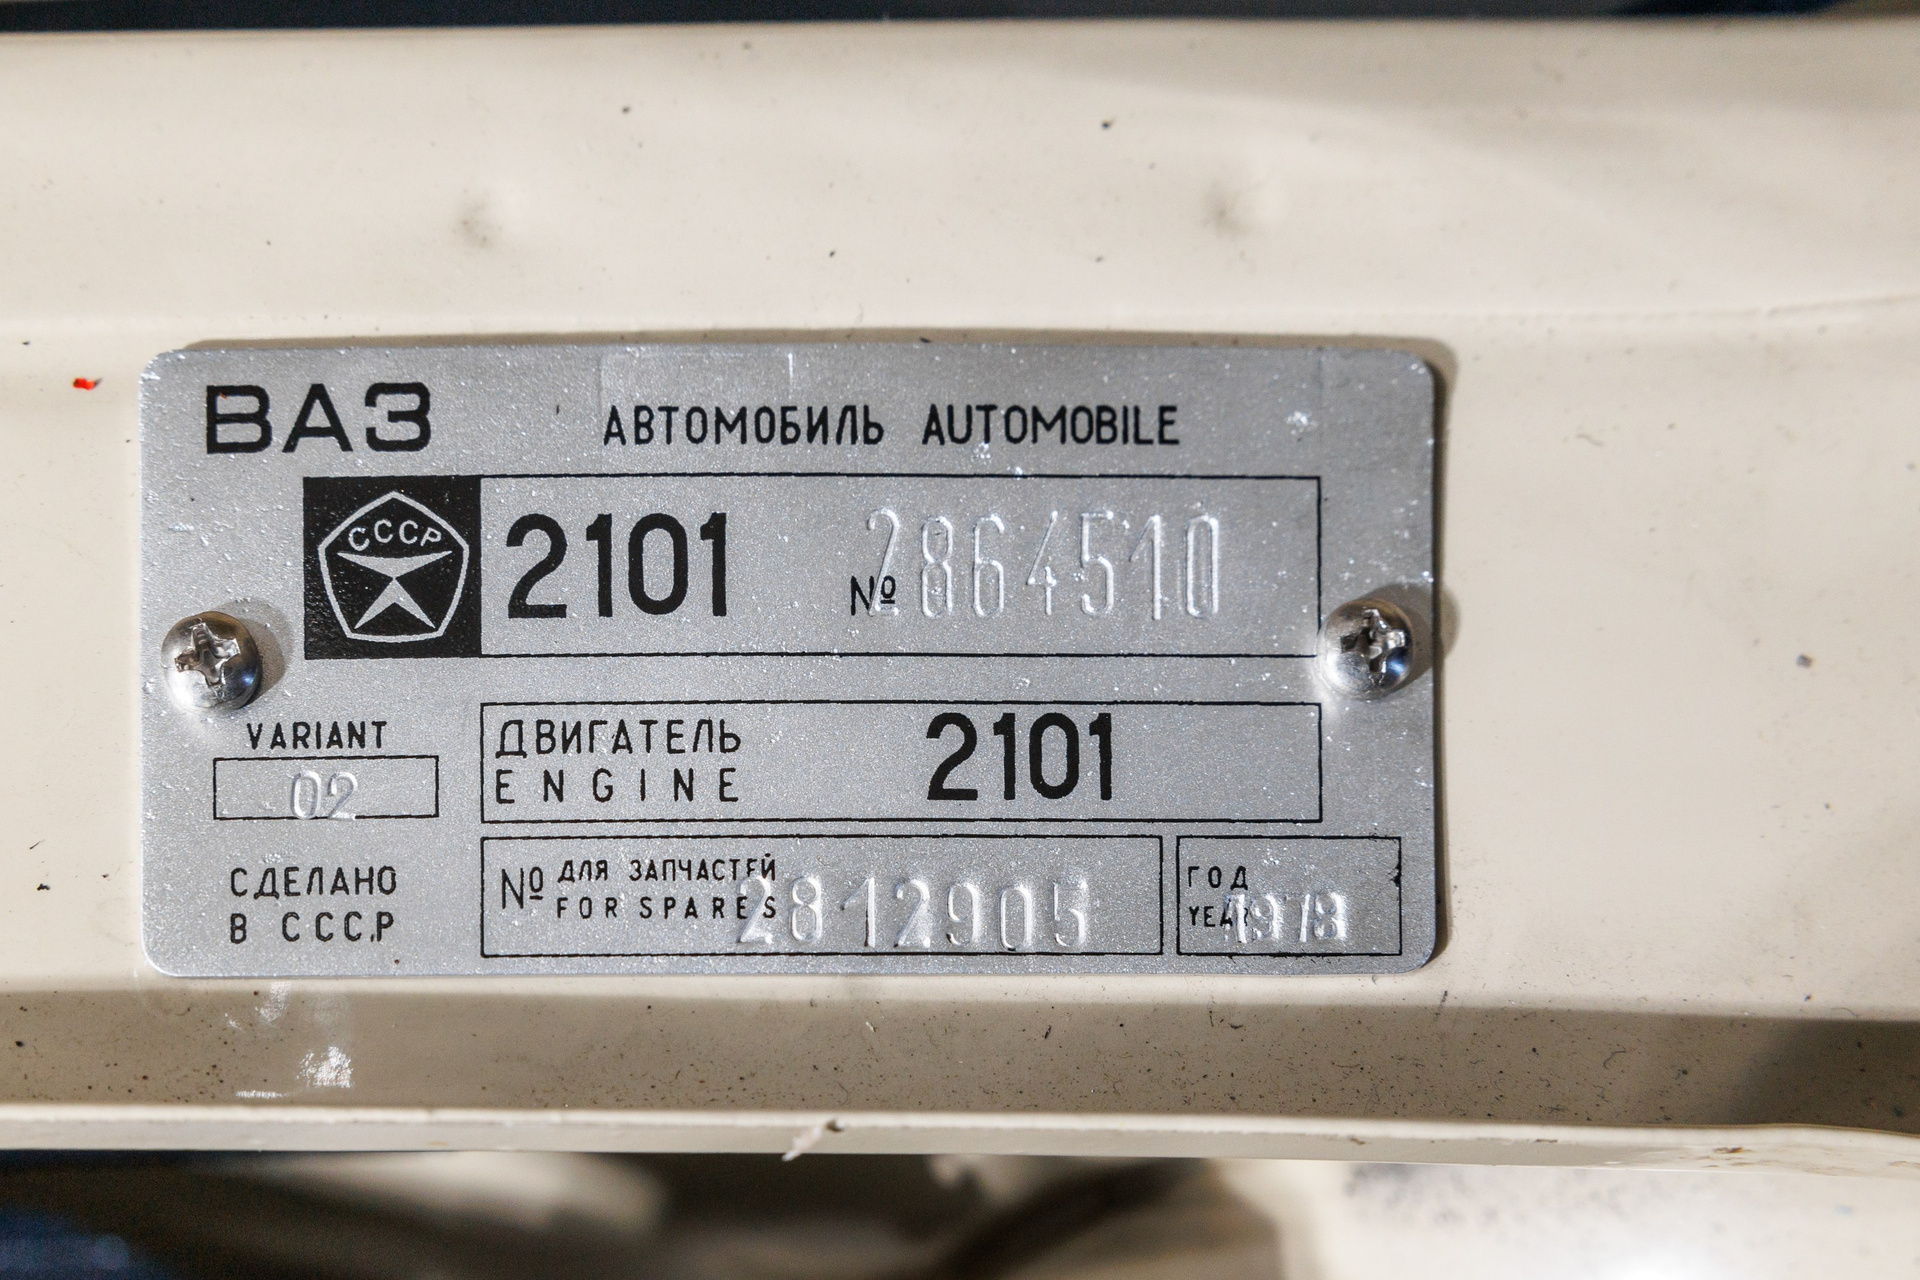 ВАЗ
АВТОМОБИЛЬ AUTOMOBILE
СССР
2101 № 2864510
VARIANT
02
ДВИГАТЕЛЬ
ENGINE
2101
СДЕЛАНО
В СССР
№ ДЛЯ ЗАПЧАСТЕЙ
FOR SPARES
2812905
ГОД
YEAR
1978